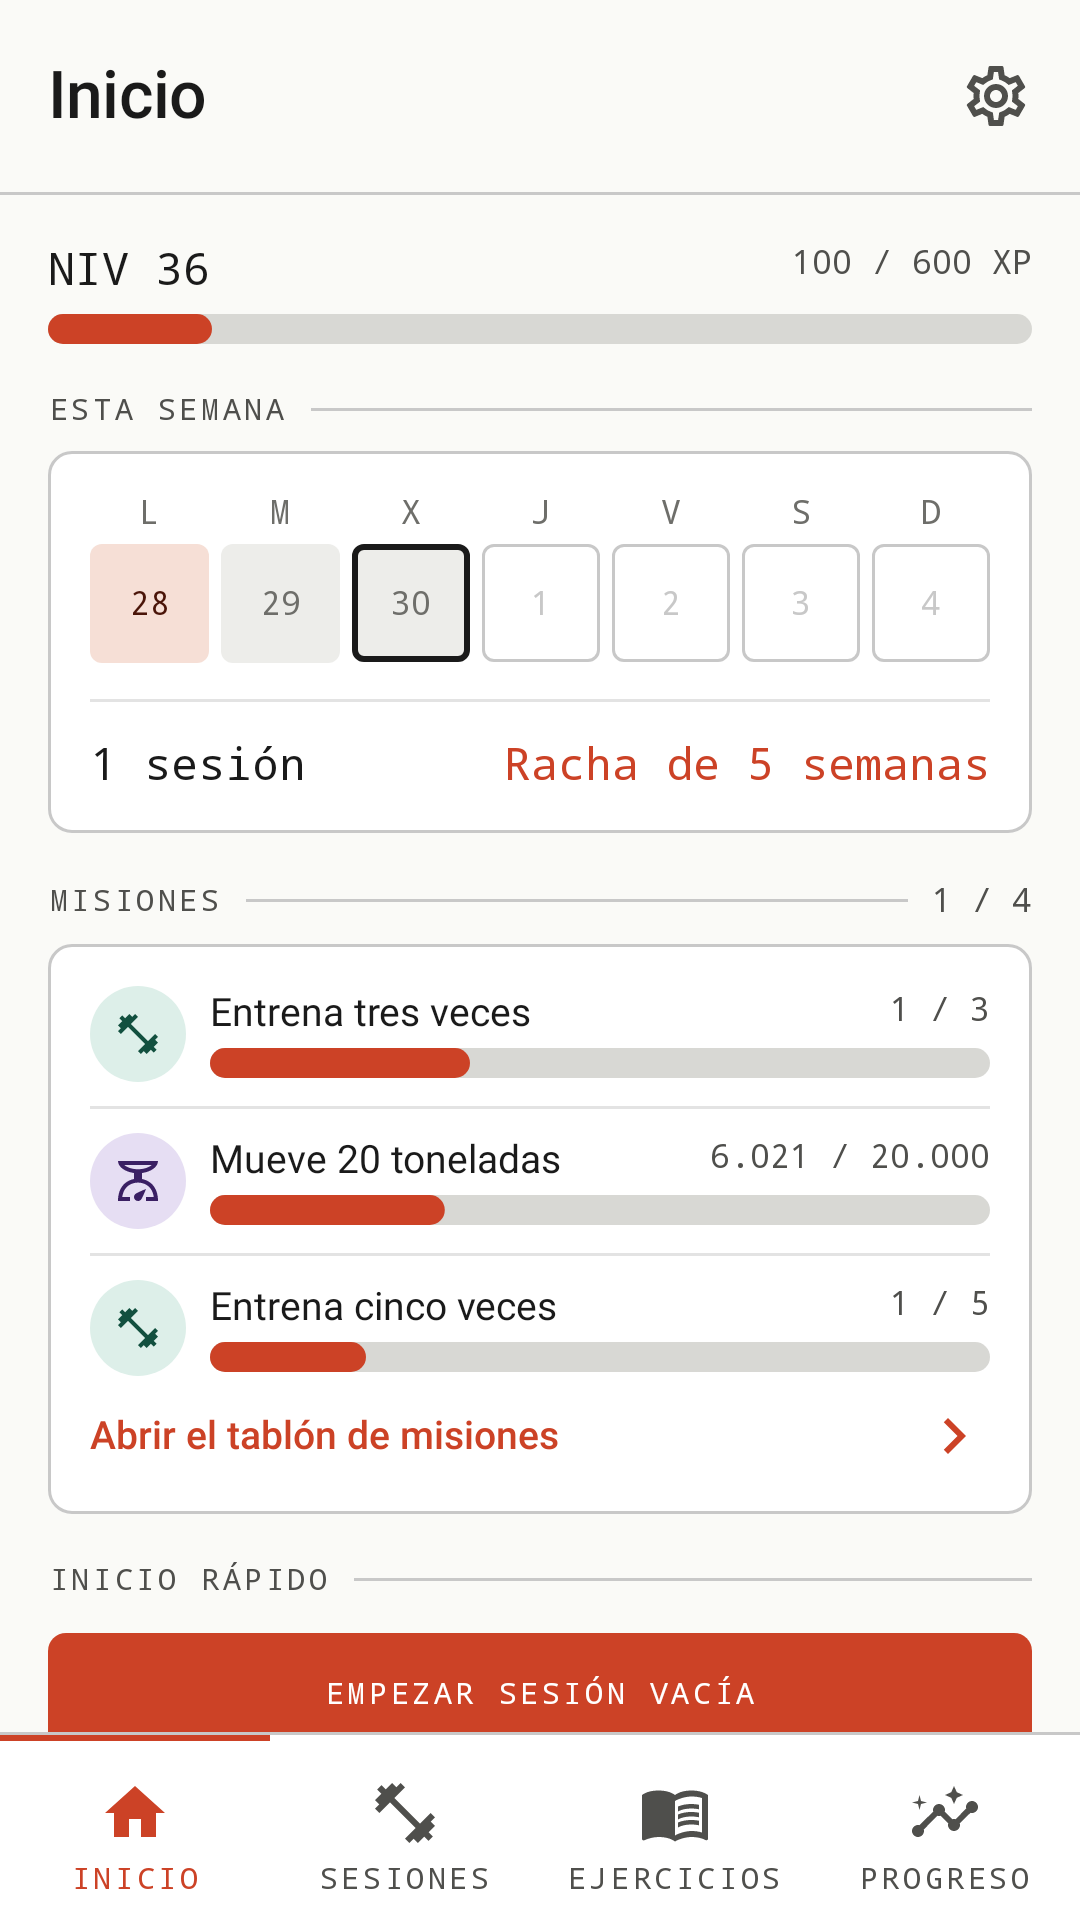 Inicio
NIV 36
100 / 600 XP
ESTA SEMANA
L M X J V S D
28 29 30 1 2 3 4
1 sesión
Racha de 5 semanas
MISIONES
1 / 4
Entrena tres veces
1 / 3
Mueve 20 toneladas
6.021 / 20.000
Entrena cinco veces
1 / 5
Abrir el tablón de misiones
INICIO RÁPIDO
EMPEZAR SESIÓN VACÍA
INICIO SESIONES EJERCICIOS PROGRESO